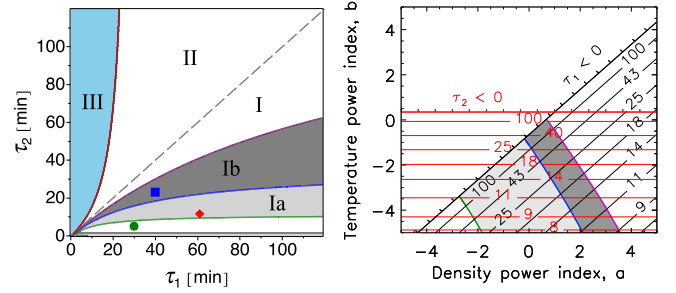 120
100
80
60
40
20
0
τ₂ [min]
0 20 40 60 80 100
τ₁ [min]
III
II
I
Ib
Ia
Temperature power index, b
4
2
0
−2
−4
−4 −2 0 2 4
Density power index, a
τ₁ < 0
τ₂ < 0
100
43
25
18
14
11
9
100
40
25
18
14
11
9
8
100
43
25